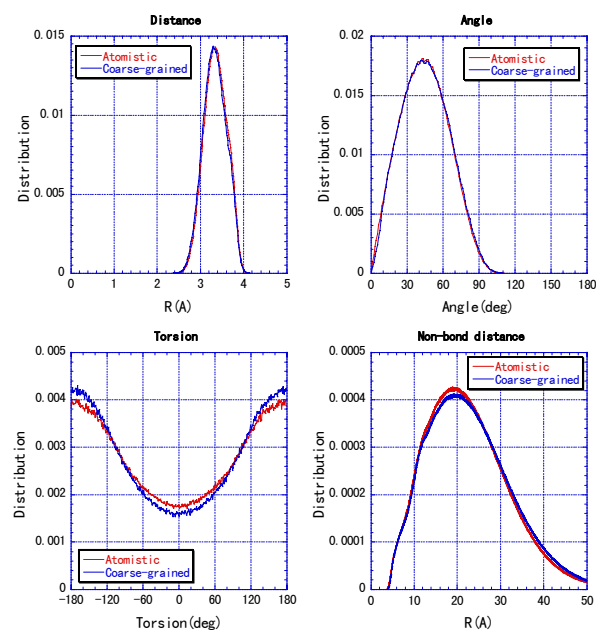 Distance
Distribution
0.015
0.01
0.005
0
Atomistic
Coarse-grained
0 1 2 3 4 5
R(A)
Angle
Distribution
0.02
0.015
0.01
0.005
0
Atomistic
Coarse-grained
0 30 60 90 120 150 180
Angle(deg)
Torsion
Distribution
0.005
0.004
0.003
0.002
0.001
0
Atomistic
Coarse-grained
-180 -120 -60 0 60 120 180
Torsion(deg)
Non-bond distance
Distribution
0.0005
0.0004
0.0003
0.0002
0.0001
0
Atomistic
Coarse-grained
0 10 20 30 40 50
R(A)